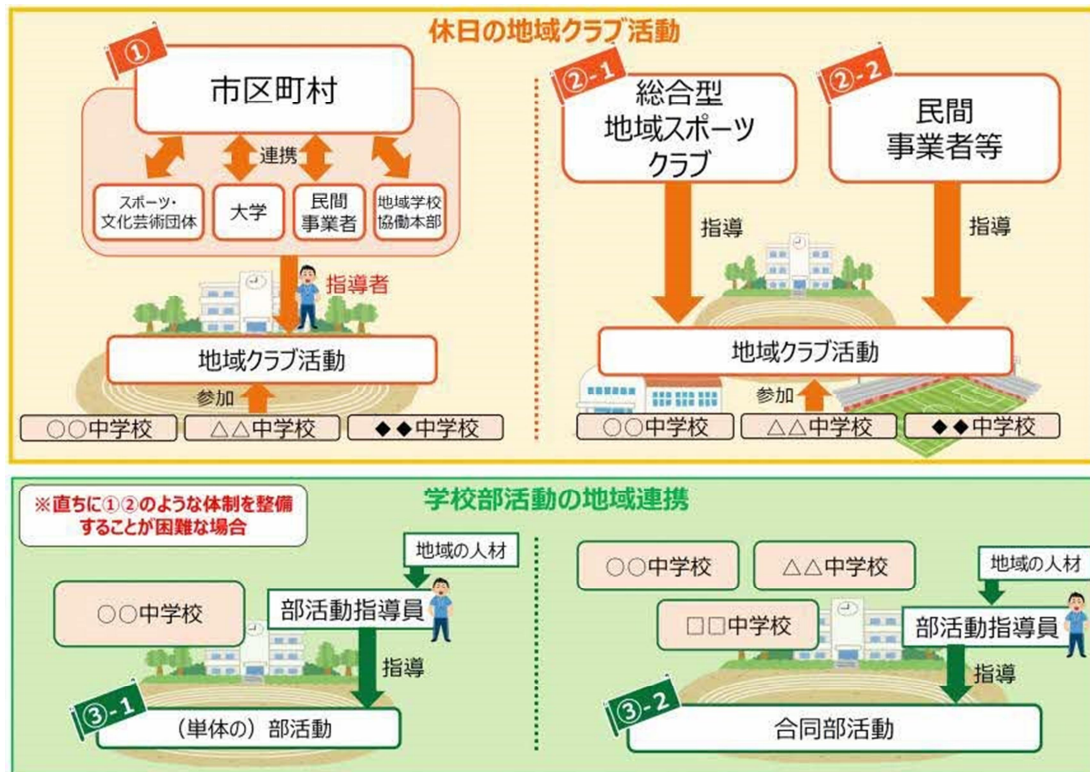 休日の地域クラブ活動
①
市区町村
連携
スポーツ・
文化芸術団体
大学
民間
事業者
地域学校
協働本部
指導者
地域クラブ活動
参加
○○中学校
△△中学校
◆◆中学校
②-1
総合型
地域スポーツ
クラブ
②-2
民間
事業者等
指導
指導
地域クラブ活動
参加
○○中学校
△△中学校
◆◆中学校
学校部活動の地域連携
※直ちに①②のような体制を整備
することが困難な場合
地域の人材
○○中学校
部活動指導員
指導
③-1
（単体の）部活動
○○中学校
△△中学校
地域の人材
□□中学校
部活動指導員
指導
③-2
合同部活動